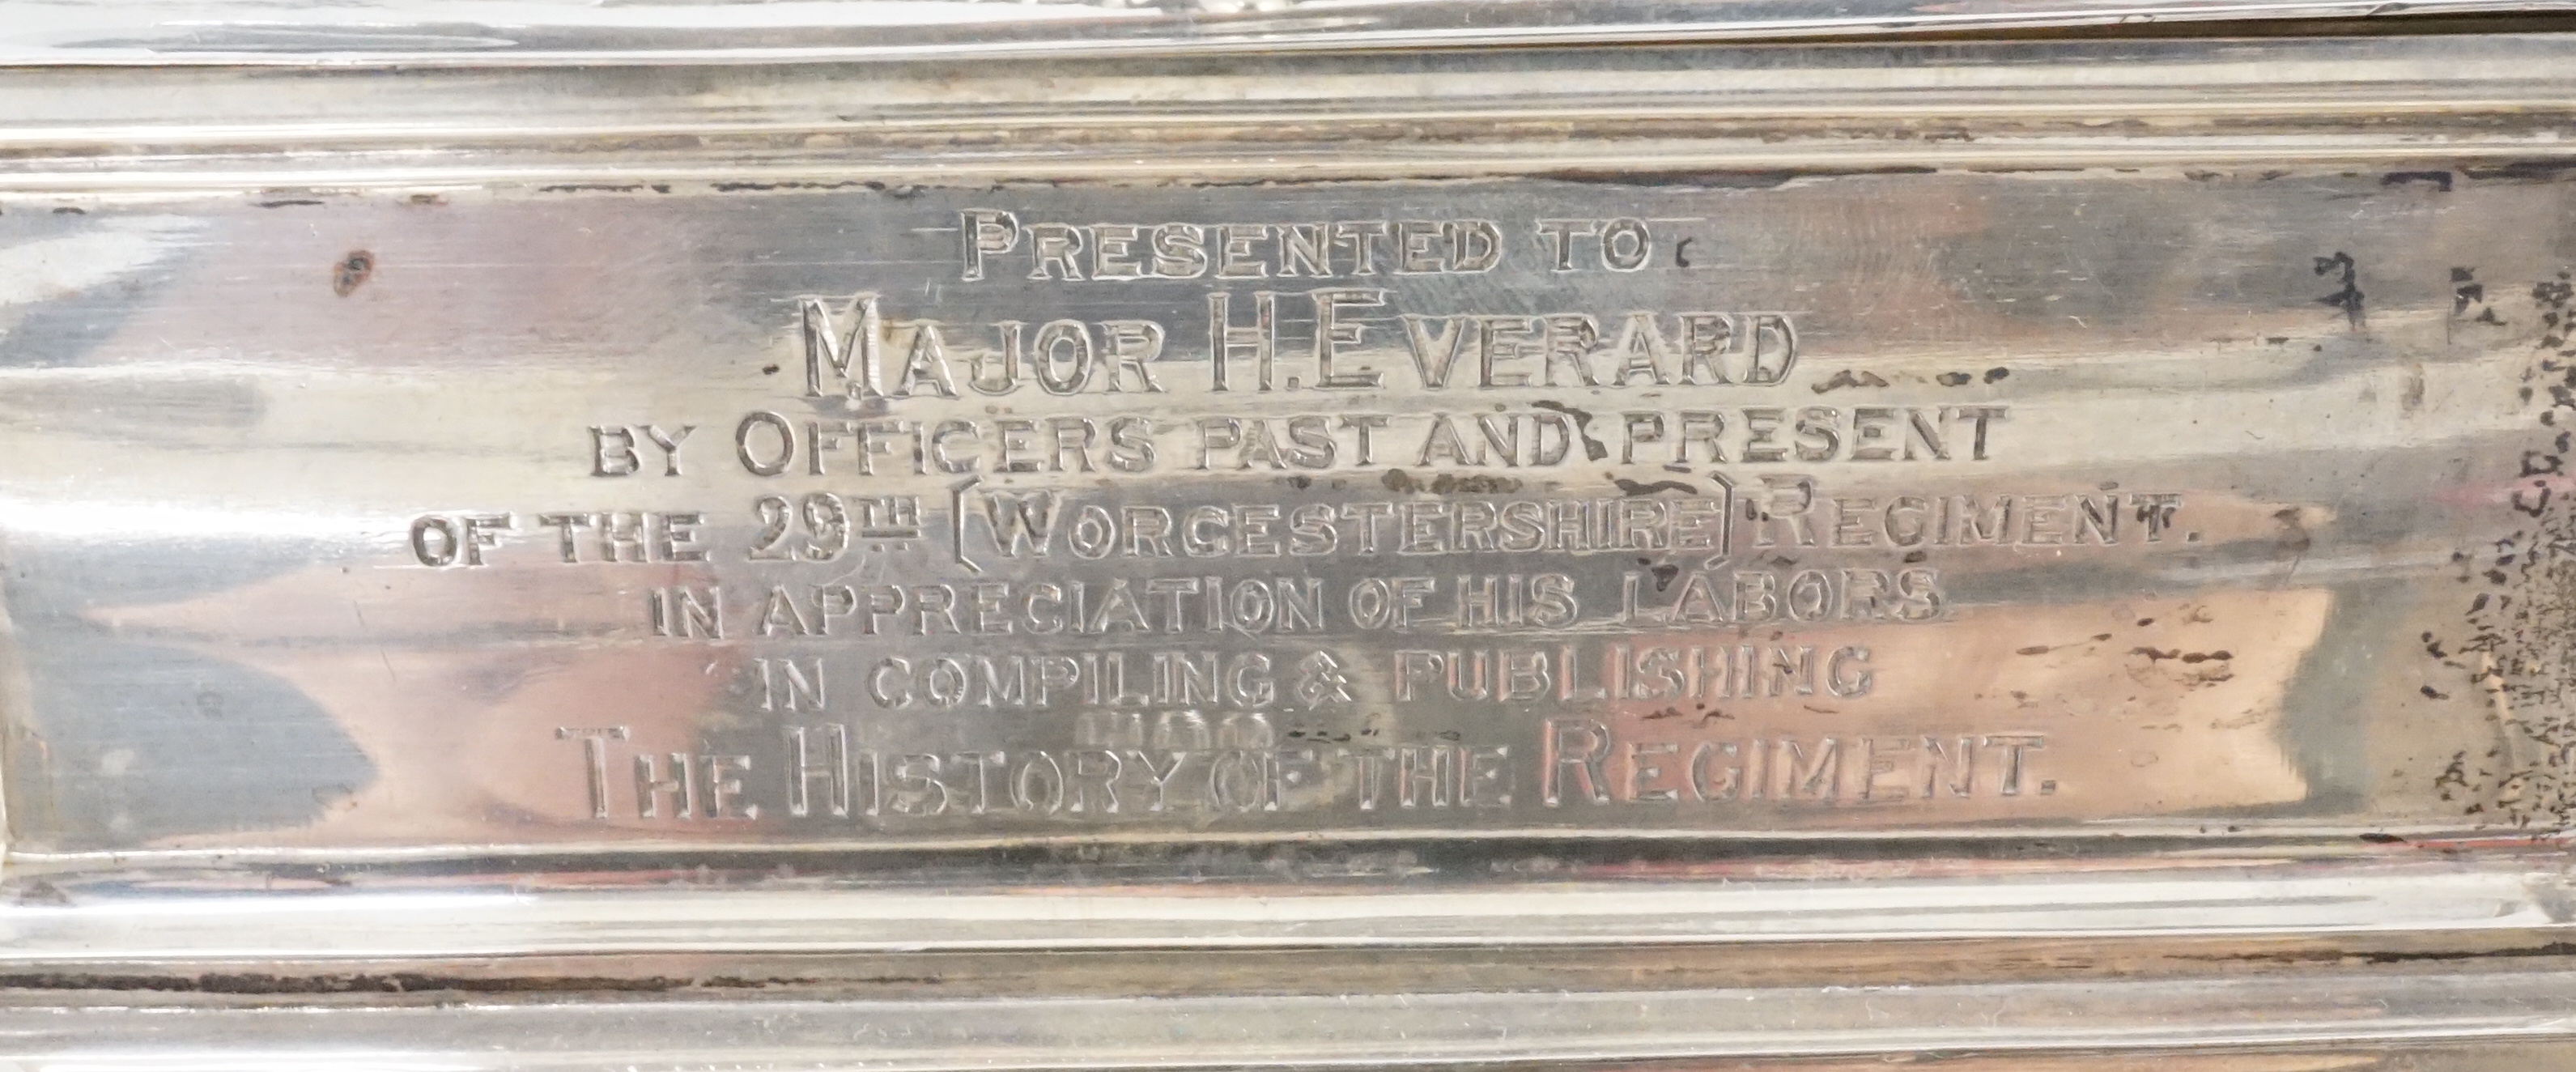 PRESENTED TO
MAJOR H. EVERARD
BY OFFICERS PAST AND PRESENT
OF THE 29TH (WORCESTERSHIRE) REGIMENT.
IN APPRECIATION OF HIS LABORS
IN COMPILING & PUBLISHING
THE HISTORY OF THE REGIMENT.